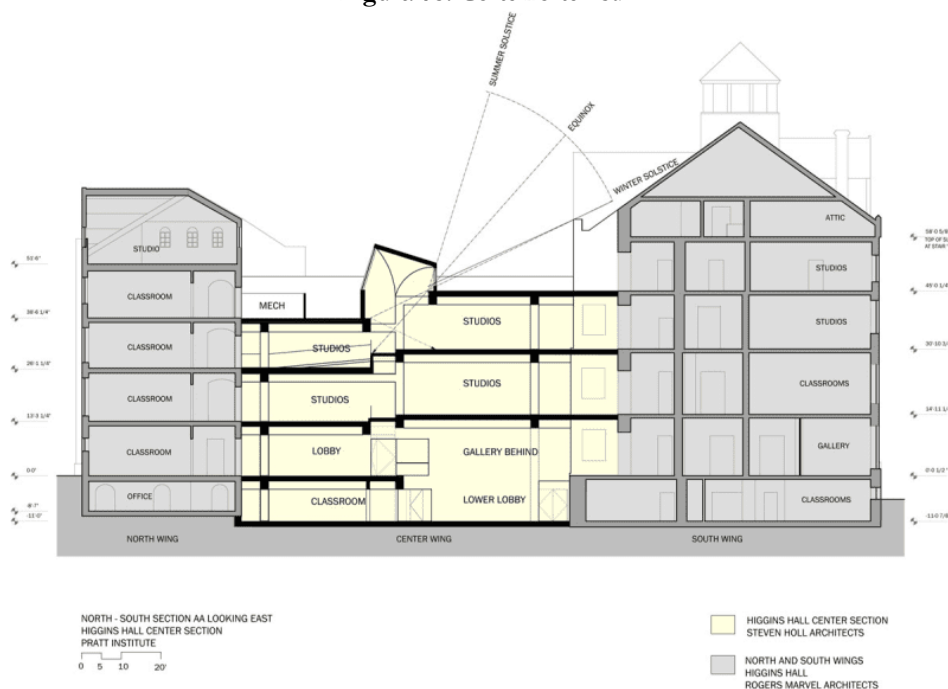 SUMMER SOLSTICE
EQUINOX
WINTER SOLSTICE
ATTIC
STUDIO
STUDIOS
CLASSROOM
MECH
STUDIOS
STUDIOS
CLASSROOM
STUDIOS
STUDIOS
CLASSROOM
STUDIOS
CLASSROOMS
CLASSROOM
LOBBY
GALLERY BEHIND
GALLERY
OFFICE
CLASSROOM
LOWER LOBBY
CLASSROOMS
NORTH WING
CENTER WING
SOUTH WING
NORTH - SOUTH SECTION AA LOOKING EAST
HIGGINS HALL CENTER SECTION
PRATT INSTITUTE
0 5 10 20'
HIGGINS HALL CENTER SECTION
STEVEN HOLL ARCHITECTS
NORTH AND SOUTH WINGS
HIGGINS HALL
ROGERS MARVEL ARCHITECTS